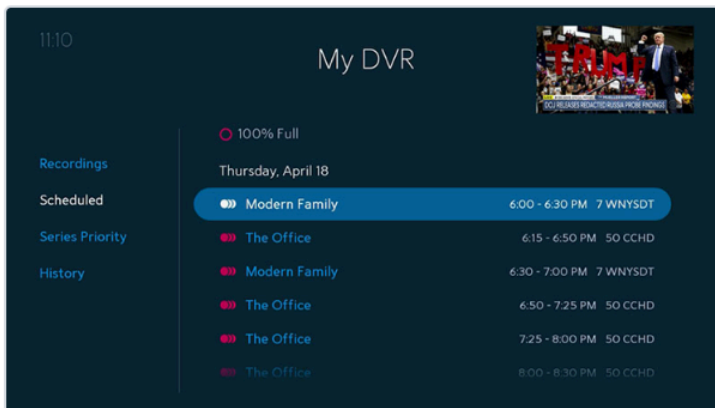 11:10
My DVR
TRUMP
DOJ RELEASES REDACTED RUSSIA PROBE FINDINGS
100% Full
Recordings
Thursday, April 18
Scheduled
Modern Family 6:00 - 6:30 PM 7 WNYSDT
Series Priority
The Office 6:15 - 6:50 PM 50 CCHD
History
Modern Family 6:30 - 7:00 PM 7 WNYSDT
The Office 6:50 - 7:25 PM 50 CCHD
The Office 7:25 - 8:00 PM 50 CCHD
The Office 8:00 - 8:30 PM 50 CCHD